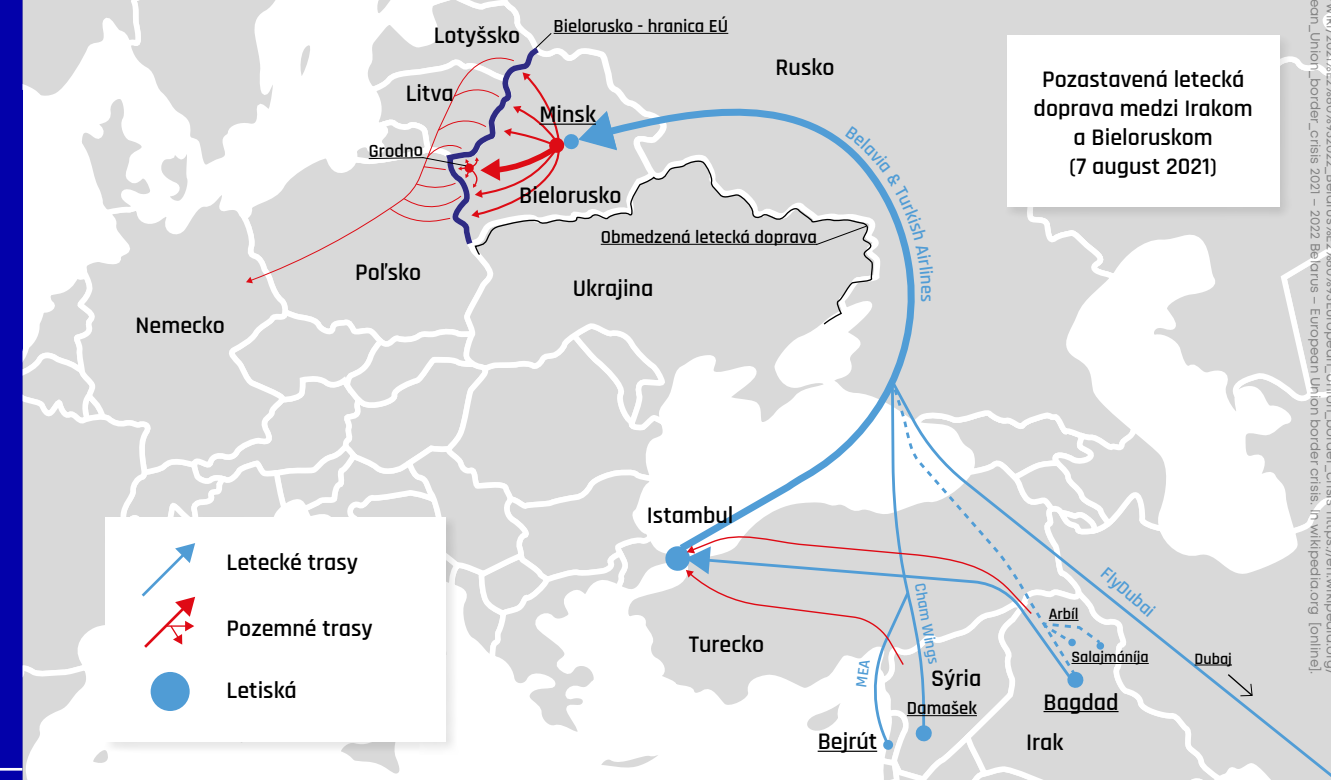 Bielorusko - hranica EÚ
Lotyšsko
Rusko
Litva
Minsk
Grodno
Bielorusko
Obmedzená letecká doprava
Poľsko
Ukrajina
Nemecko
Pozastavená letecká
doprava medzi Irakom
a Bieloruskom
(7 august 2021)
Belavia & Turkish Airlines
Istambul
Turecko
FlyDubai
Cham Wings
MEA
Arbíl
Salajmáníja
Dubaj
Sýria
Damašek
Bagdad
Bejrút
Irak
Letecké trasy
Pozemné trasy
Letiská
ean_Union_border_crisis 2021 – 2022 Belarus – European Union border crisis. In wikipedia.org [online].